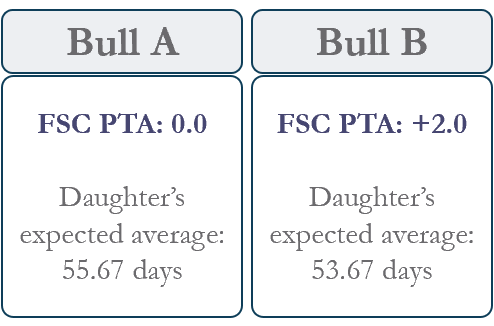 Bull A
FSC PTA: 0.0
Daughter's
expected average:
55.67 days
Bull B
FSC PTA: +2.0
Daughter's
expected average:
53.67 days